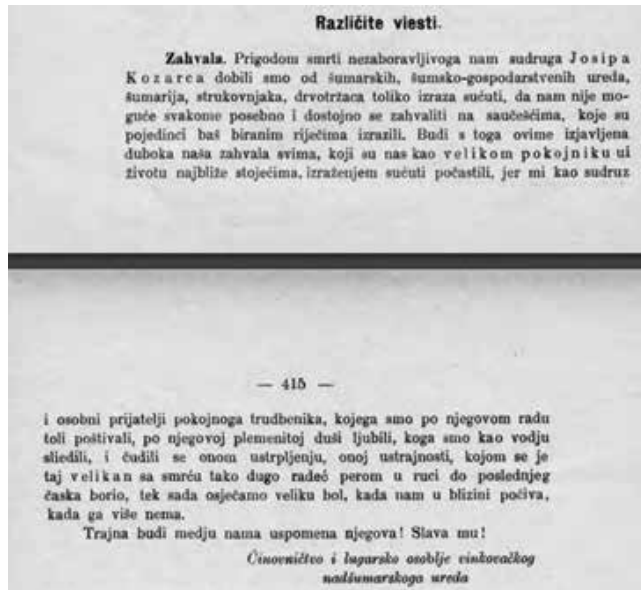 Različite viesti.
Zahvala. Prigodom smrti nezaboravljivoga nam sudruga Josipa
Kozarca dobili smo od šumarskih, šumsko-gospodarstvenih ureda,
šumarija, strukovnjaka, drvotržaca toliko izraza sućuti, da nam nije mo-
guće svakome posebno i dostojno se zahvaliti na saučešćima, koje su
pojedinci baš biranim riječima izrazili. Budi s toga ovime izjavljena
duboka naša zahvala svima, koji su nas kao velikom pokojniku ui
životu najbliže stojećima, izraženjem sućuti počastili, jer mi kao sudruz
— 415 —
i osobni prijatelji pokojnoga trudbenika, kojega smo po njegovom radu
toli poštivali, po njegovoj plemenitoj duši ljubili, koga smo kao vodju
sliedili, i čudili se onom ustrpljenju, onoj ustrajnosti, kojom se je
taj velikan sa smrću tako dugo radeć perom u ruci do posljednjeg
časka borio, tek sada osjećamo veliku bol, kada nam u blizini počiva,
kada ga više nema.
Trajna budi medju nama uspomena njegova! Slava mu!
Činovničtvo i lugarsko osoblje vinkovačkog
nadšumarskoga ureda